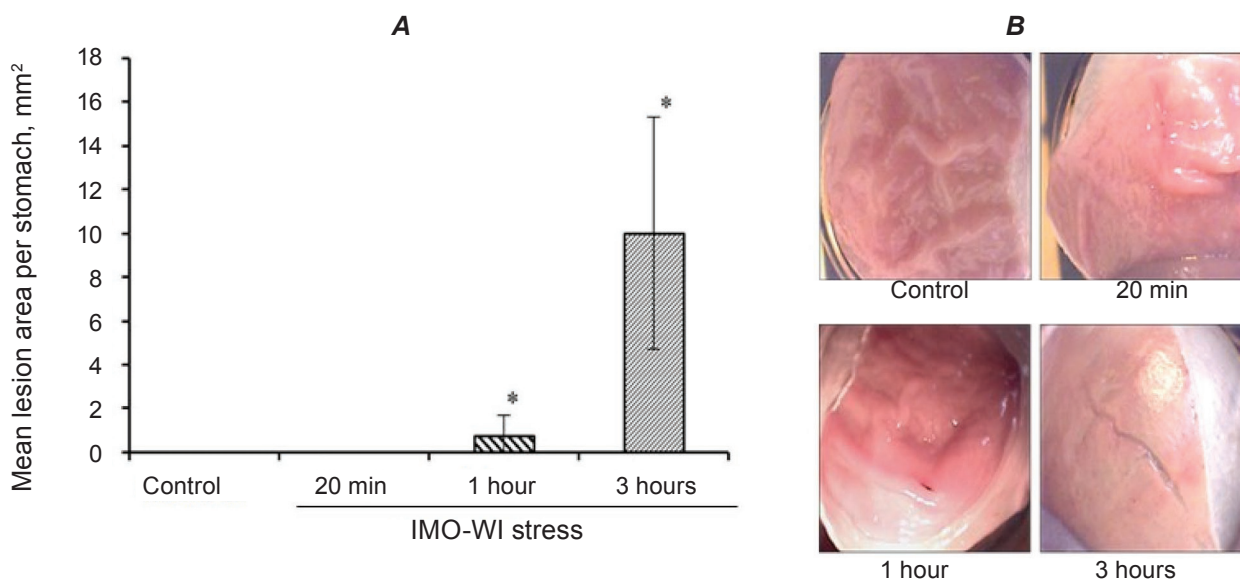 A
Mean lesion area per stomach, mm²
18
16
14
12
10
8
6
4
2
0
*
*
Control
20 min
1 hour
3 hours
IMO-WI stress
B
Control
20 min
1 hour
3 hours